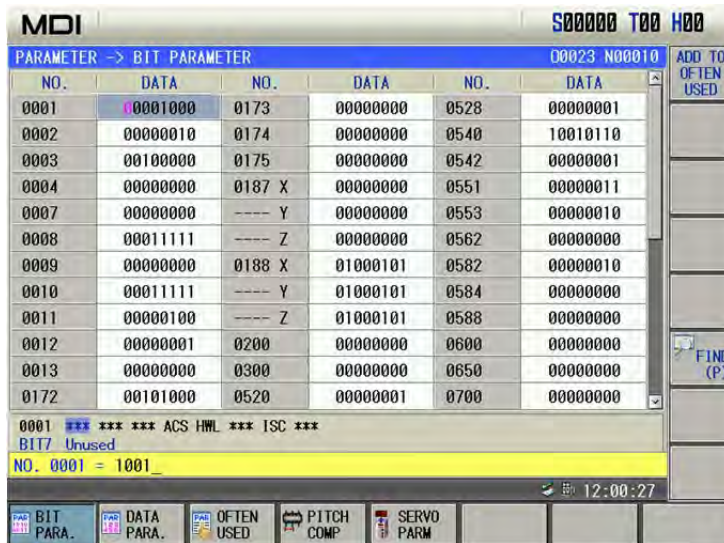 MDI S00000 T00 H00
PARAMETER -> BIT PARAMETER O0023 N00010
ADD TO
OFTEN
USED
NO. DATA NO. DATA NO. DATA
0001 00001000 0173 00000000 0528 00000001
0002 00000010 0174 00000000 0540 10010110
0003 00100000 0175 00000000 0542 00000001
0004 00000000 0187 X 00000000 0551 00000011
0007 00000000 ---- Y 00000000 0553 00000010
0008 00011111 ---- Z 00000000 0562 00000000
0009 00000000 0188 X 01000101 0582 00000010
0010 00011111 ---- Y 01000101 0584 00000000
0011 00000100 ---- Z 01000101 0588 00000000
0012 00000001 0200 00000000 0600 00000000
0013 00000000 0300 00000000 0650 00000000
0172 00101000 0520 00000001 0700 00000000
FIND
(P)
0001 *** *** *** ACS HWL *** ISC ***
BIT7 Unused
NO. 0001 = 1001_
12:00:27
BIT
PARA.
DATA
PARA.
OFTEN
USED
PITCH
COMP
SERVO
PARM